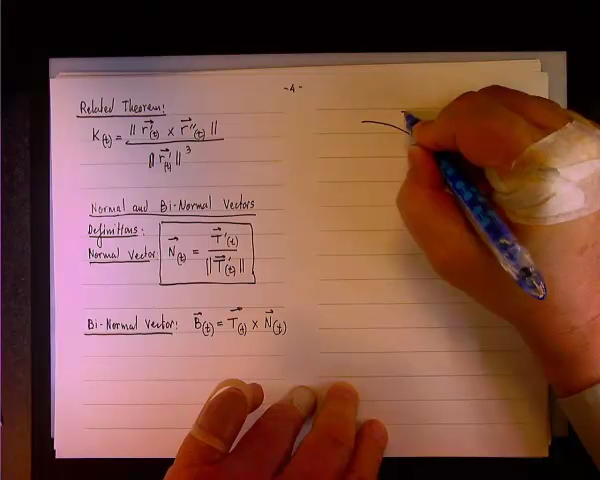 -4-
Related Theorem:
K(t) = ‖ r⃗'(t) × r⃗''(t) ‖ / ‖ r⃗'(t) ‖³
Normal and Bi-Normal Vectors
Definitions:
Normal Vector: N⃗(t) = T⃗'(t) / ‖ T⃗'(t) ‖
Bi-Normal Vector: B⃗(t) = T⃗(t) × N⃗(t)